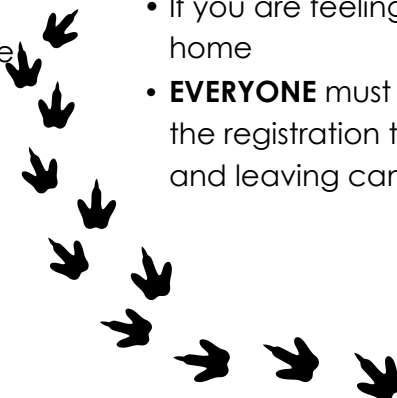 • If you are feeling
home
• EVERYONE must
the registration t
and leaving car
e